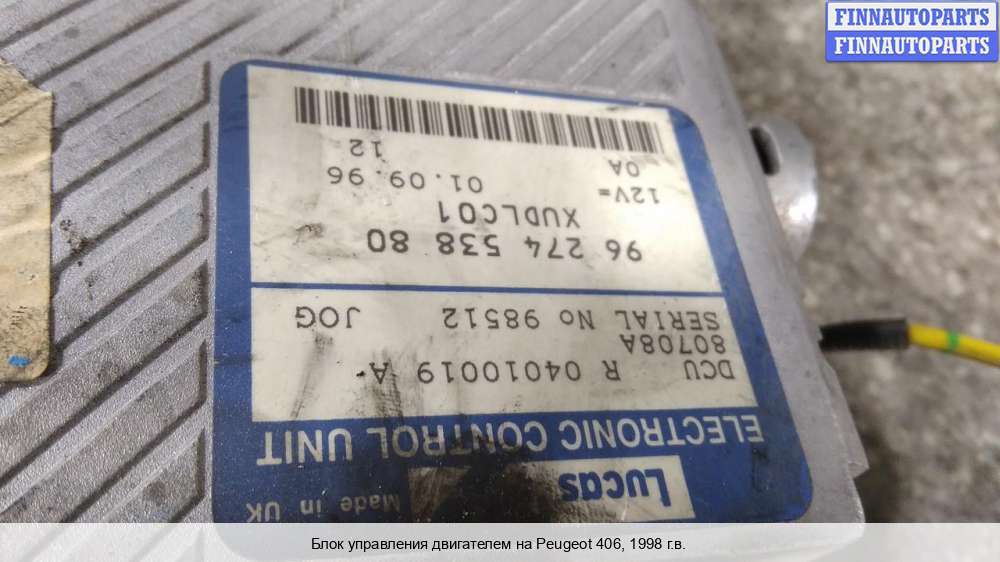 FINNAUTOPARTS
FINNAUTOPARTS
Lucas
Made in UK
ELECTRONIC CONTROL UNIT
DCU R 04010019 A
80708A
SERIAL No 98512 JOG
96 274 538 80
XUDLC01
12V= 01.09.96 12
0A
Блок управления двигателем на Peugeot 406, 1998 г.в.